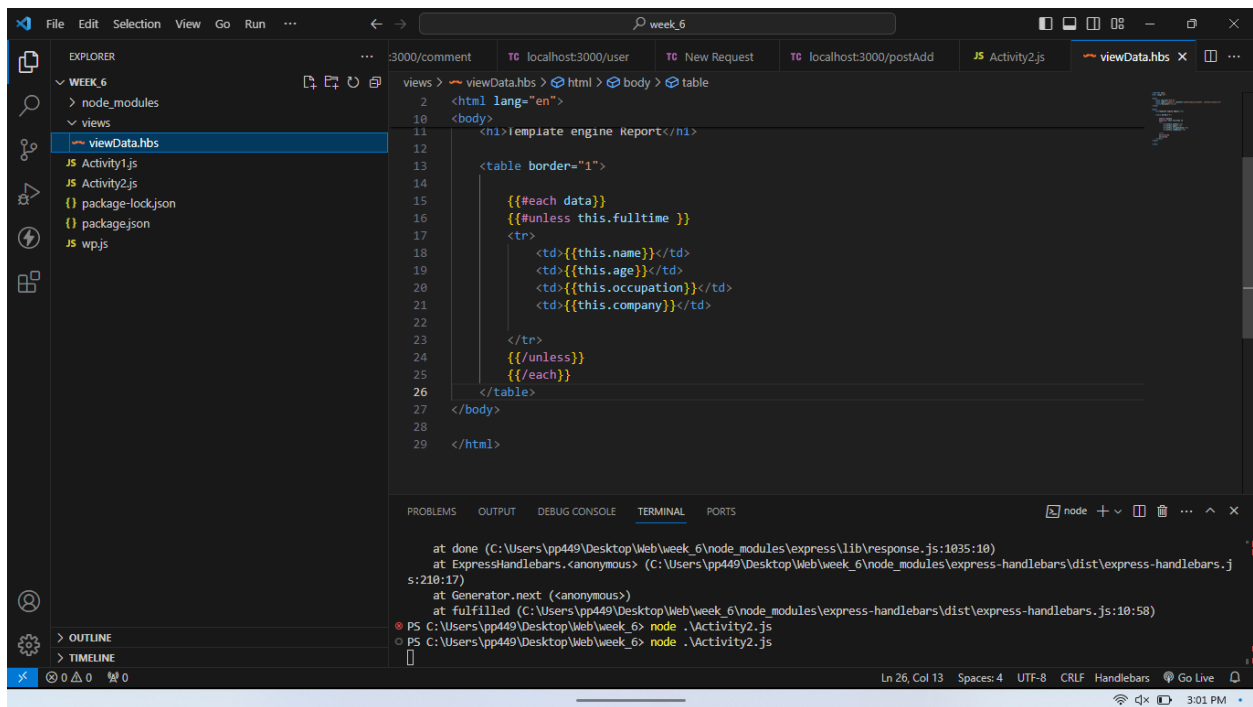 File Edit Selection View Go Run ··· ← → week_6
EXPLORER ···
WEEK_6
node_modules
views
viewData.hbs
JS Activity1.js
JS Activity2.js
{} package-lock.json
{} package.json
JS wp.js
OUTLINE
TIMELINE
:3000/comment TC localhost:3000/user TC New Request TC localhost:3000/postAdd JS Activity2.js viewData.hbs ···
views > viewData.hbs > html > body > table
2 <html lang="en">
10 <body>
11 <h1>Template engine Report</h1>
12
13 <table border="1">
14
15 {{#each data}}
16 {{#unless this.fulltime }}
17 <tr>
18 <td>{{this.name}}</td>
19 <td>{{this.age}}</td>
20 <td>{{this.occupation}}</td>
21 <td>{{this.company}}</td>
22
23 </tr>
24 {{/unless}}
25 {{/each}}
26 </table>
27 </body>
28
29 </html>
PROBLEMS OUTPUT DEBUG CONSOLE TERMINAL PORTS node ···
at done (C:\Users\pp449\Desktop\Web\week_6\node_modules\express\lib\response.js:1035:10)
at ExpressHandlebars.<anonymous> (C:\Users\pp449\Desktop\Web\week_6\node_modules\express-handlebars\dist\express-handlebars.j
s:210:17)
at Generator.next (<anonymous>)
at fulfilled (C:\Users\pp449\Desktop\Web\week_6\node_modules\express-handlebars\dist\express-handlebars.js:10:58)
PS C:\Users\pp449\Desktop\Web\week_6> node .\Activity2.js
PS C:\Users\pp449\Desktop\Web\week_6> node .\Activity2.js
0 0 0 Ln 26, Col 13 Spaces: 4 UTF-8 CRLF Handlebars Go Live
3:01 PM